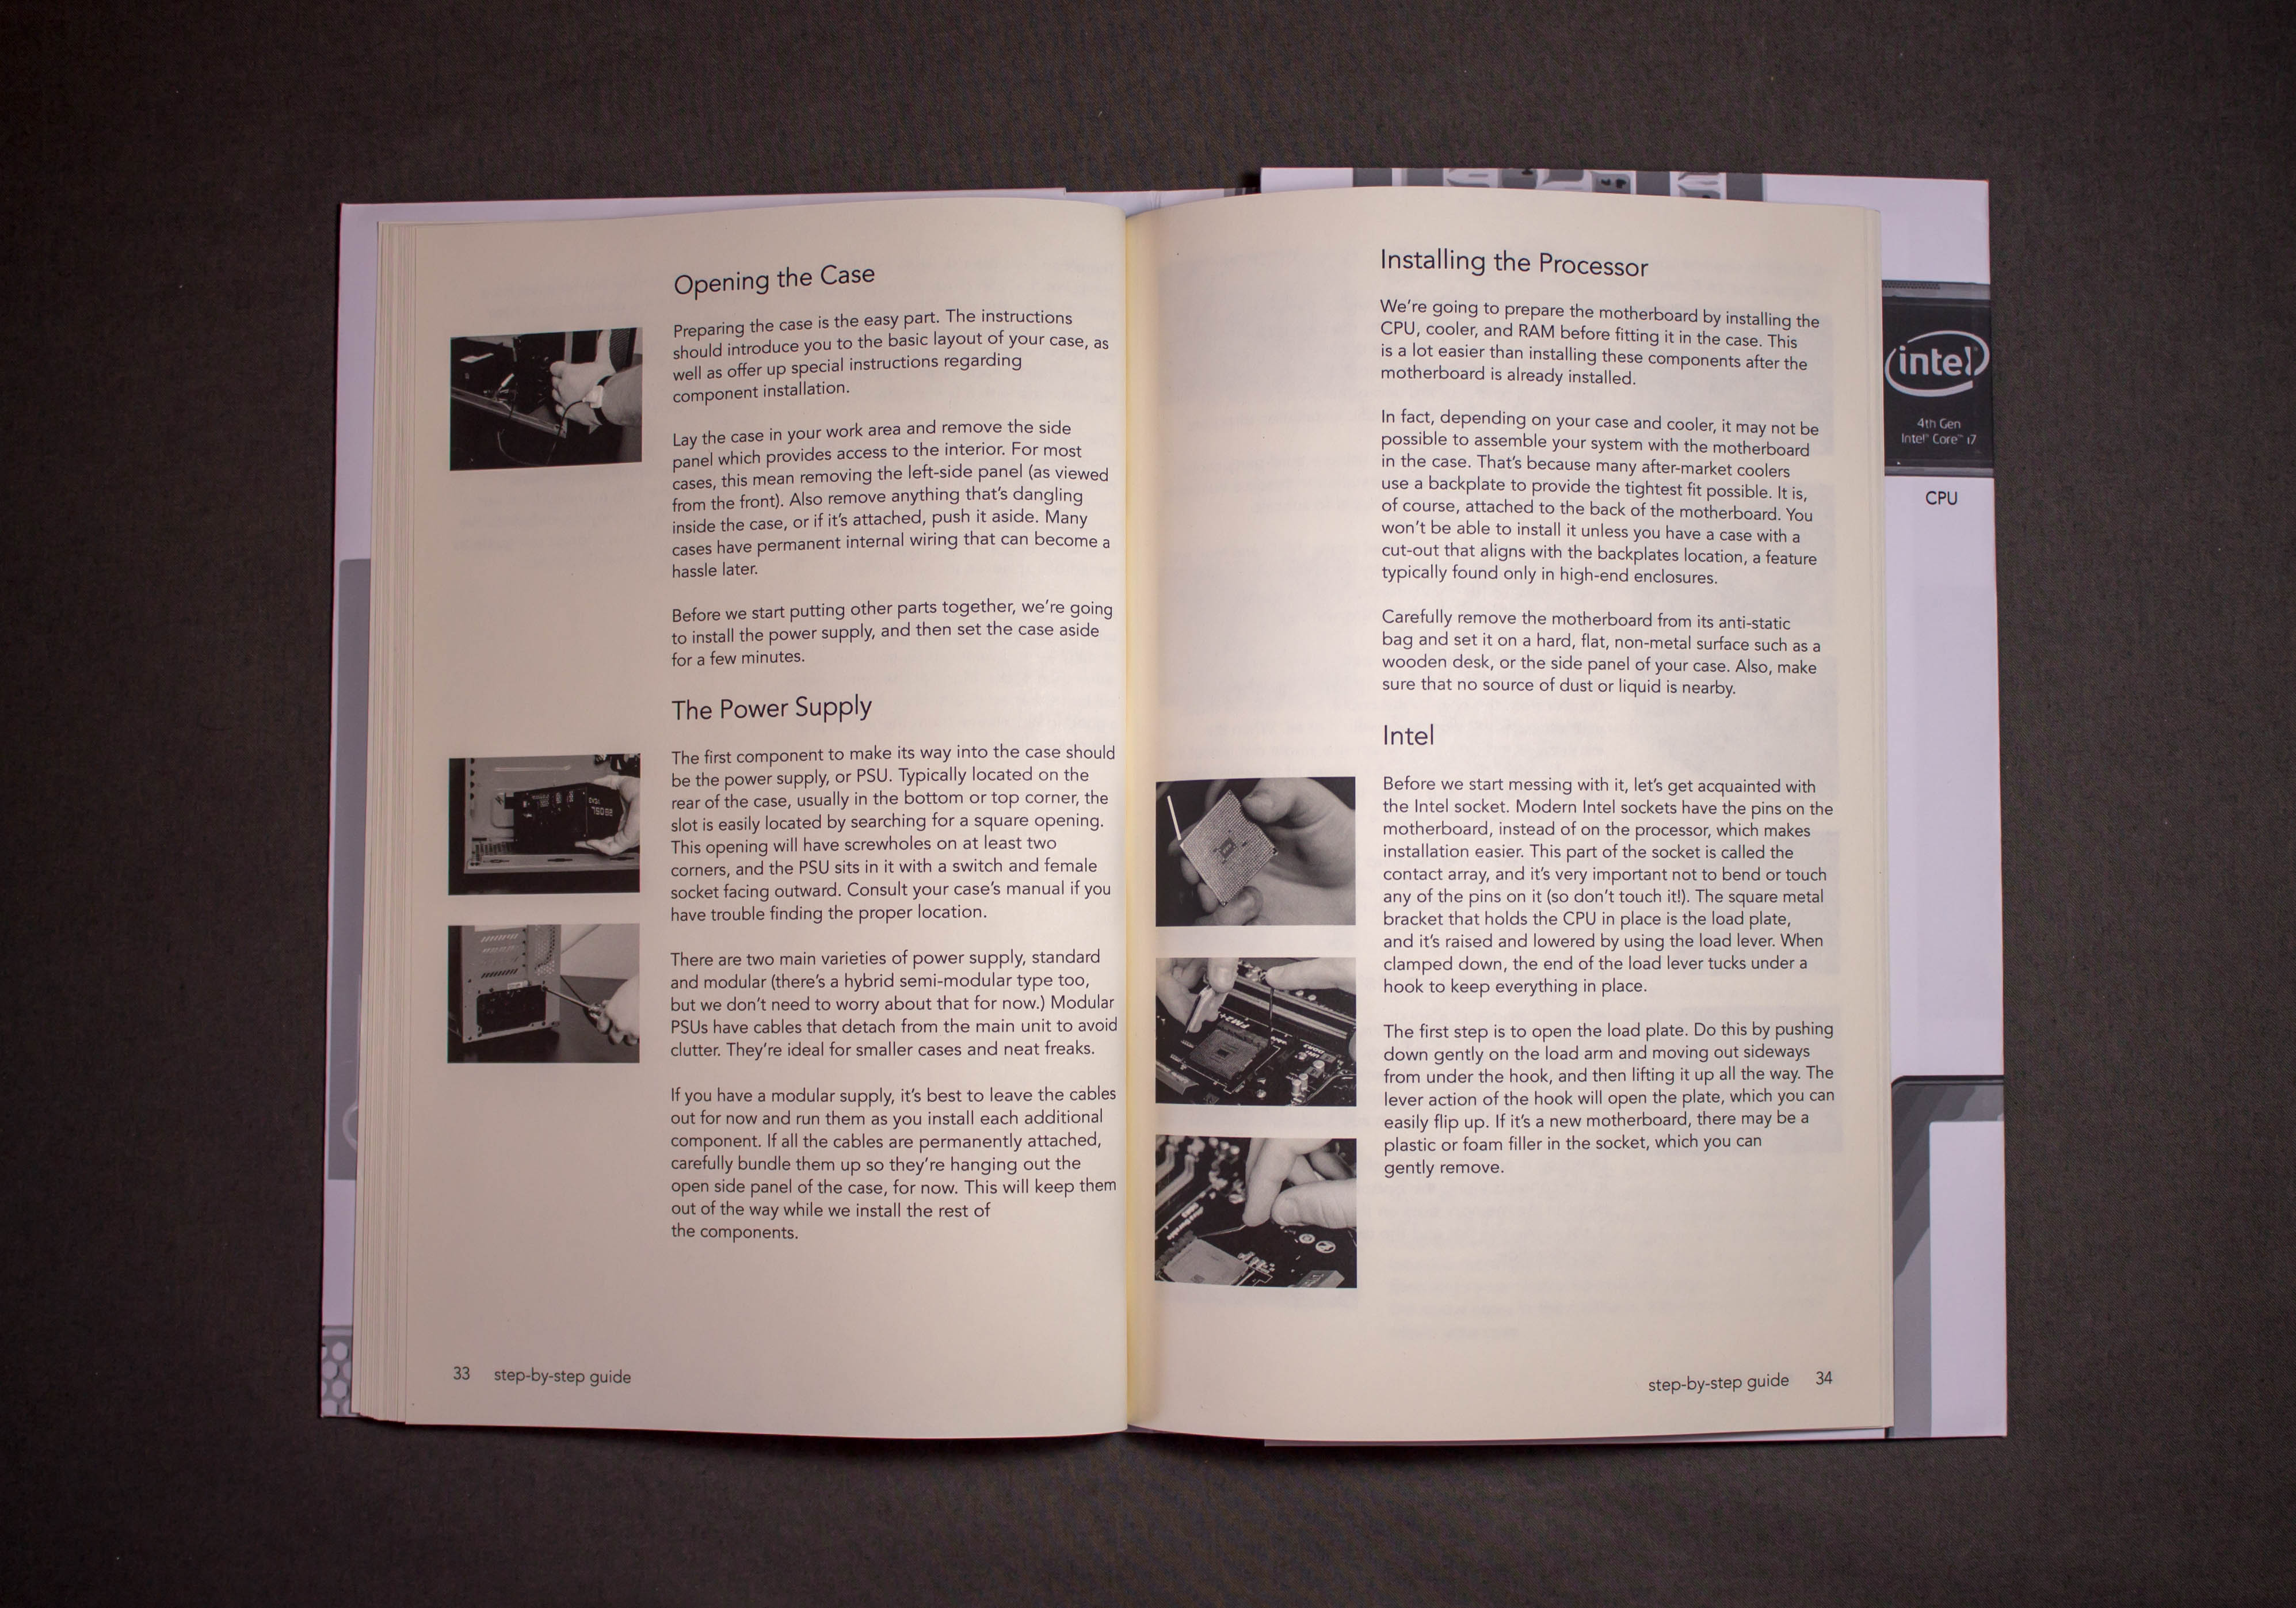 Opening the Case
Preparing the case is the easy part. The instructions
should introduce you to the basic layout of your case, as
well as offer up special instructions regarding
component installation.
Lay the case in your work area and remove the side
panel which provides access to the interior. For most
cases, this mean removing the left-side panel (as viewed
from the front). Also remove anything that's dangling
inside the case, or if it's attached, push it aside. Many
cases have permanent internal wiring that can become a
hassle later.
Before we start putting other parts together, we're going
to install the power supply, and then set the case aside
for a few minutes.
The Power Supply
The first component to make its way into the case should
be the power supply, or PSU. Typically located on the
rear of the case, usually in the bottom or top corner, the
slot is easily located by searching for a square opening.
This opening will have screwholes on at least two
corners, and the PSU sits in it with a switch and female
socket facing outward. Consult your case's manual if you
have trouble finding the proper location.
There are two main varieties of power supply, standard
and modular (there's a hybrid semi-modular type too,
but we don't need to worry about that for now.) Modular
PSUs have cables that detach from the main unit to avoid
clutter. They're ideal for smaller cases and neat freaks.
If you have a modular supply, it's best to leave the cables
out for now and run them as you install each additional
component. If all the cables are permanently attached,
carefully bundle them up so they're hanging out the
open side panel of the case, for now. This will keep them
out of the way while we install the rest of
the components.
33 step-by-step guide
Installing the Processor
We're going to prepare the motherboard by installing the
CPU, cooler, and RAM before fitting it in the case. This
is a lot easier than installing these components after the
motherboard is already installed.
In fact, depending on your case and cooler, it may not be
possible to assemble your system with the motherboard
in the case. That's because many after-market coolers
use a backplate to provide the tightest fit possible. It is,
of course, attached to the back of the motherboard. You
won't be able to install it unless you have a case with a
cut-out that aligns with the backplates location, a feature
typically found only in high-end enclosures.
Carefully remove the motherboard from its anti-static
bag and set it on a hard, flat, non-metal surface such as a
wooden desk, or the side panel of your case. Also, make
sure that no source of dust or liquid is nearby.
Intel
Before we start messing with it, let's get acquainted with
the Intel socket. Modern Intel sockets have the pins on the
motherboard, instead of on the processor, which makes
installation easier. This part of the socket is called the
contact array, and it's very important not to bend or touch
any of the pins on it (so don't touch it!). The square metal
bracket that holds the CPU in place is the load plate,
and it's raised and lowered by using the load lever. When
clamped down, the end of the load lever tucks under a
hook to keep everything in place.
The first step is to open the load plate. Do this by pushing
down gently on the load arm and moving out sideways
from under the hook, and then lifting it up all the way. The
lever action of the hook will open the plate, which you can
easily flip up. If it's a new motherboard, there may be a
plastic or foam filler in the socket, which you can
gently remove.
FM2+
step-by-step guide 34
intel
4th Gen
Intel® Core™ i7
CPU